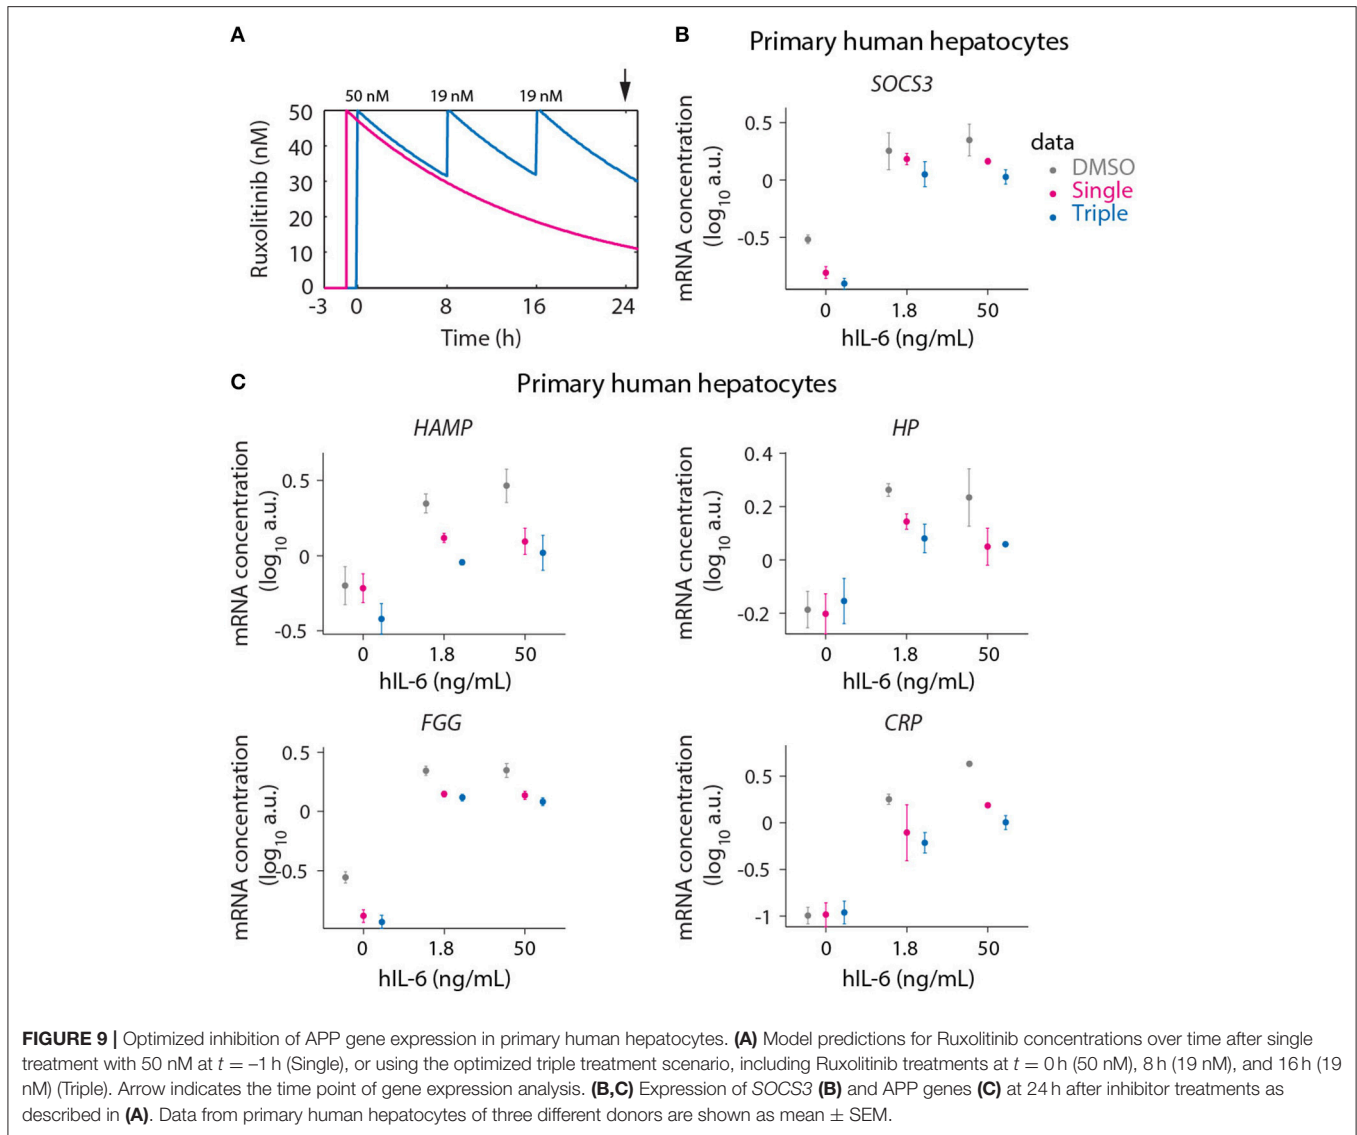 A
50 nM 19 nM 19 nM
Ruxolitinib (nM)
50
40
30
20
10
0
-3 0 8 16 24
Time (h)
B
Primary human hepatocytes
SOCS3
mRNA concentration
(log10 a.u.)
0.5
0
-0.5
0 1.8 50
hIL-6 (ng/mL)
data
DMSO
Single
Triple
C
Primary human hepatocytes
HAMP
mRNA concentration
(log10 a.u.)
0.5
0
-0.5
0 1.8 50
hIL-6 (ng/mL)
HP
mRNA cncentration
(log10 a.u.)
0.4
0.2
0
-0.2
0 1.8 50
hIL-6 (ng/mL)
FGG
mRNA concentration
(log10 a.u.)
0.5
0
-0.5
0 1.8 50
hIL-6 (ng/mL)
CRP
mRNA concentration
(log10 a.u.)
0.5
0
-0.5
-1
0 1.8 50
hIL-6 (ng/mL)
FIGURE 9 | Optimized inhibition of APP gene expression in primary human hepatocytes. (A) Model predictions for Ruxolitinib concentrations over time after single
treatment with 50 nM at t = –1 h (Single), or using the optimized triple treatment scenario, including Ruxolitinib treatments at t = 0 h (50 nM), 8 h (19 nM), and 16 h (19
nM) (Triple). Arrow indicates the time point of gene expression analysis. (B,C) Expression of SOCS3 (B) and APP genes (C) at 24 h after inhibitor treatments as
described in (A). Data from primary human hepatocytes of three different donors are shown as mean ± SEM.